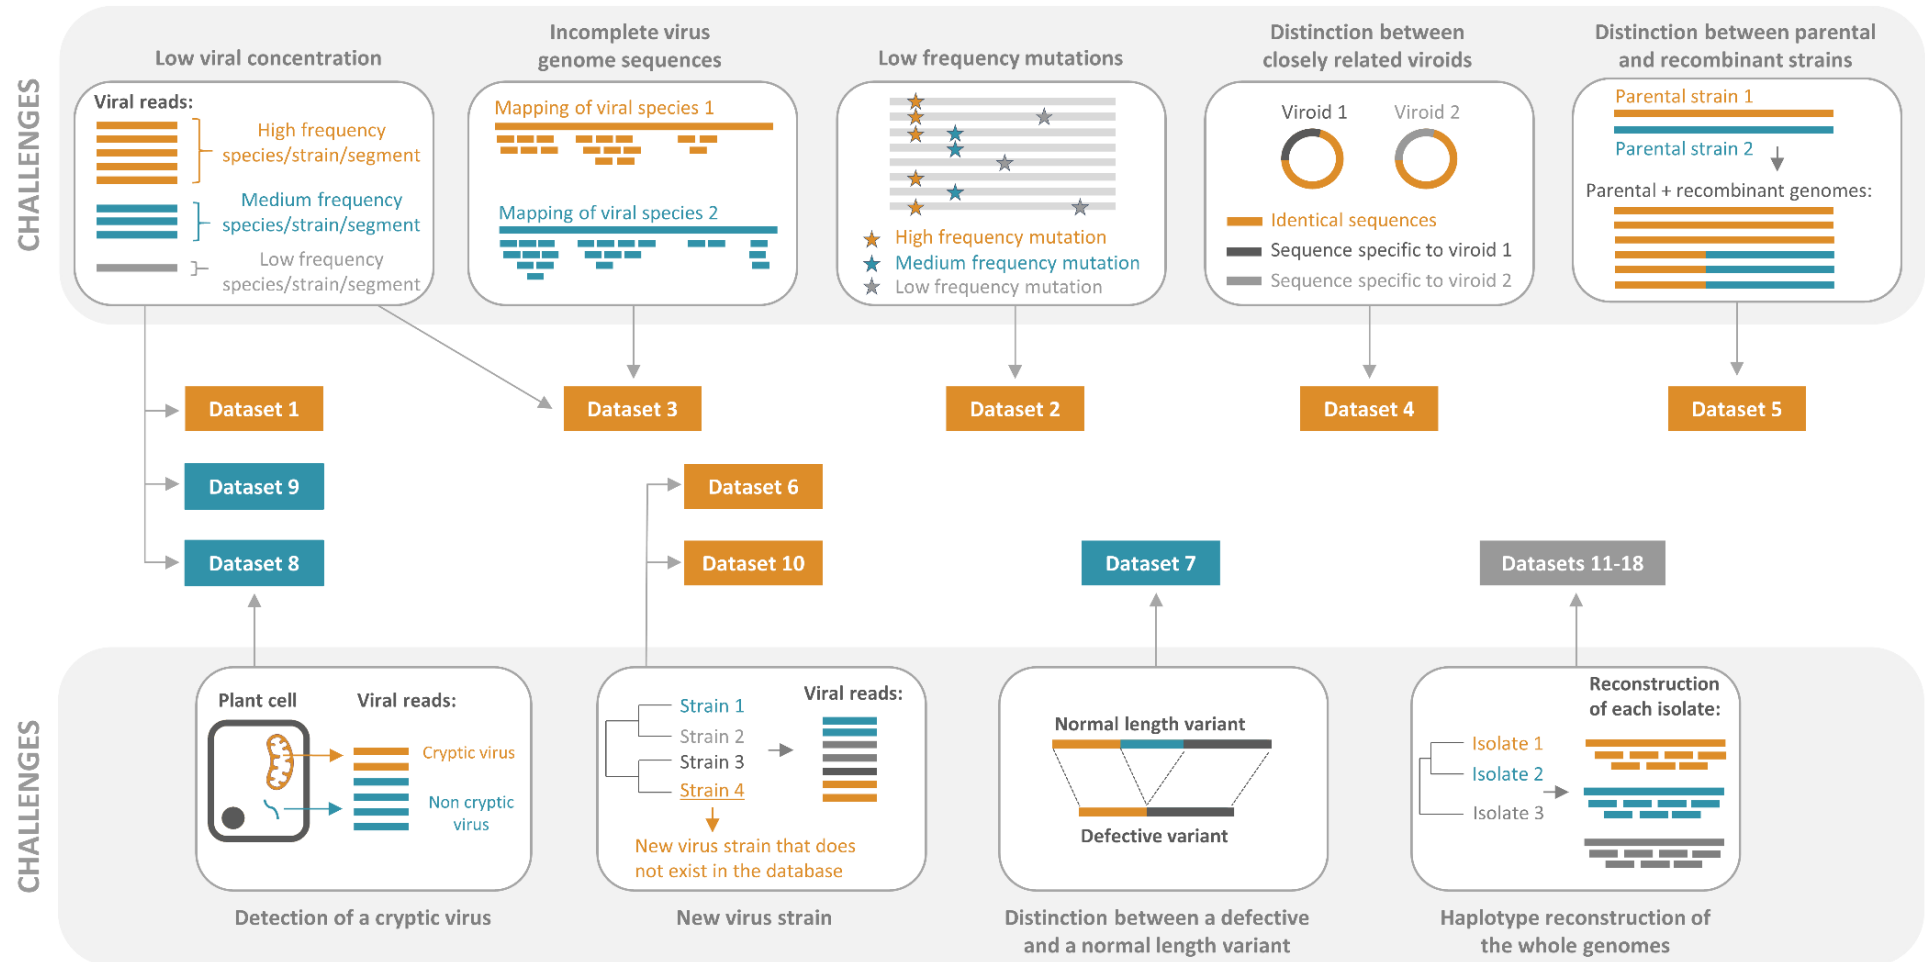 CHALLENGES
Low viral concentration
Viral reads:
High frequency
species/strain/segment
Medium frequency
species/strain/segment
Low frequency
species/strain/segment
Incomplete virus
genome sequences
Mapping of viral species 1
Mapping of viral species 2
Low frequency mutations
High frequency mutation
Medium frequency mutation
Low frequency mutation
Distinction between
closely related viroids
Viroid 1
Viroid 2
Identical sequences
Sequence specific to viroid 1
Sequence specific to viroid 2
Distinction between parental
and recombinant strains
Parental strain 1
Parental strain 2
Parental + recombinant genomes:
Dataset 1
Dataset 3
Dataset 2
Dataset 4
Dataset 5
Dataset 9
Dataset 6
Dataset 8
Dataset 10
Dataset 7
Datasets 11-18
CHALLENGES
Plant cell
Viral reads:
Cryptic virus
Non cryptic
virus
Detection of a cryptic virus
Strain 1
Strain 2
Strain 3
Strain 4
Viral reads:
New virus strain that does
not exist in the database
New virus strain
Normal length variant
Defective variant
Distinction between a defective
and a normal length variant
Reconstruction
of each isolate:
Isolate 1
Isolate 2
Isolate 3
Haplotype reconstruction of
the whole genomes